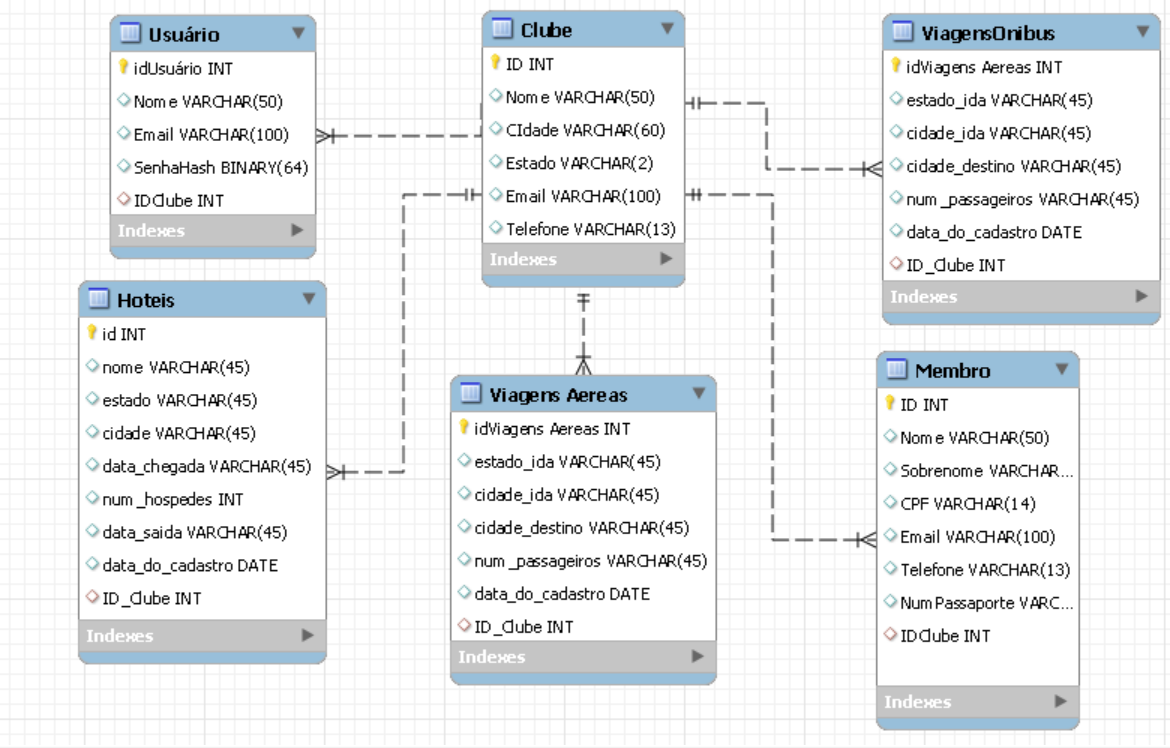 Usuário
idUsuário INT
Nome VARCHAR(50)
Email VARCHAR(100)
SenhaHash BINARY(64)
IDClube INT
Indexes
Clube
ID INT
Nome VARCHAR(50)
CIdade VARCHAR(60)
Estado VARCHAR(2)
Email VARCHAR(100)
Telefone VARCHAR(13)
Indexes
ViagensOnibus
idViagens Aereas INT
estado_ida VARCHAR(45)
cidade_ida VARCHAR(45)
cidade_destino VARCHAR(45)
num_passageiros VARCHAR(45)
data_do_cadastro DATE
ID_Clube INT
Indexes
Hoteis
id INT
nome VARCHAR(45)
estado VARCHAR(45)
cidade VARCHAR(45)
data_chegada VARCHAR(45)
num_hospedes INT
data_saida VARCHAR(45)
data_do_cadastro DATE
ID_Clube INT
Indexes
Viagens Aereas
idViagens Aereas INT
estado_ida VARCHAR(45)
cidade_ida VARCHAR(45)
cidade_destino VARCHAR(45)
num_passageiros VARCHAR(45)
data_do_cadastro DATE
ID_Clube INT
Indexes
Membro
ID INT
Nome VARCHAR(50)
Sobrenome VARCHAR...
CPF VARCHAR(14)
Email VARCHAR(100)
Telefone VARCHAR(13)
NumPassaporte VARC...
IDClube INT
Indexes